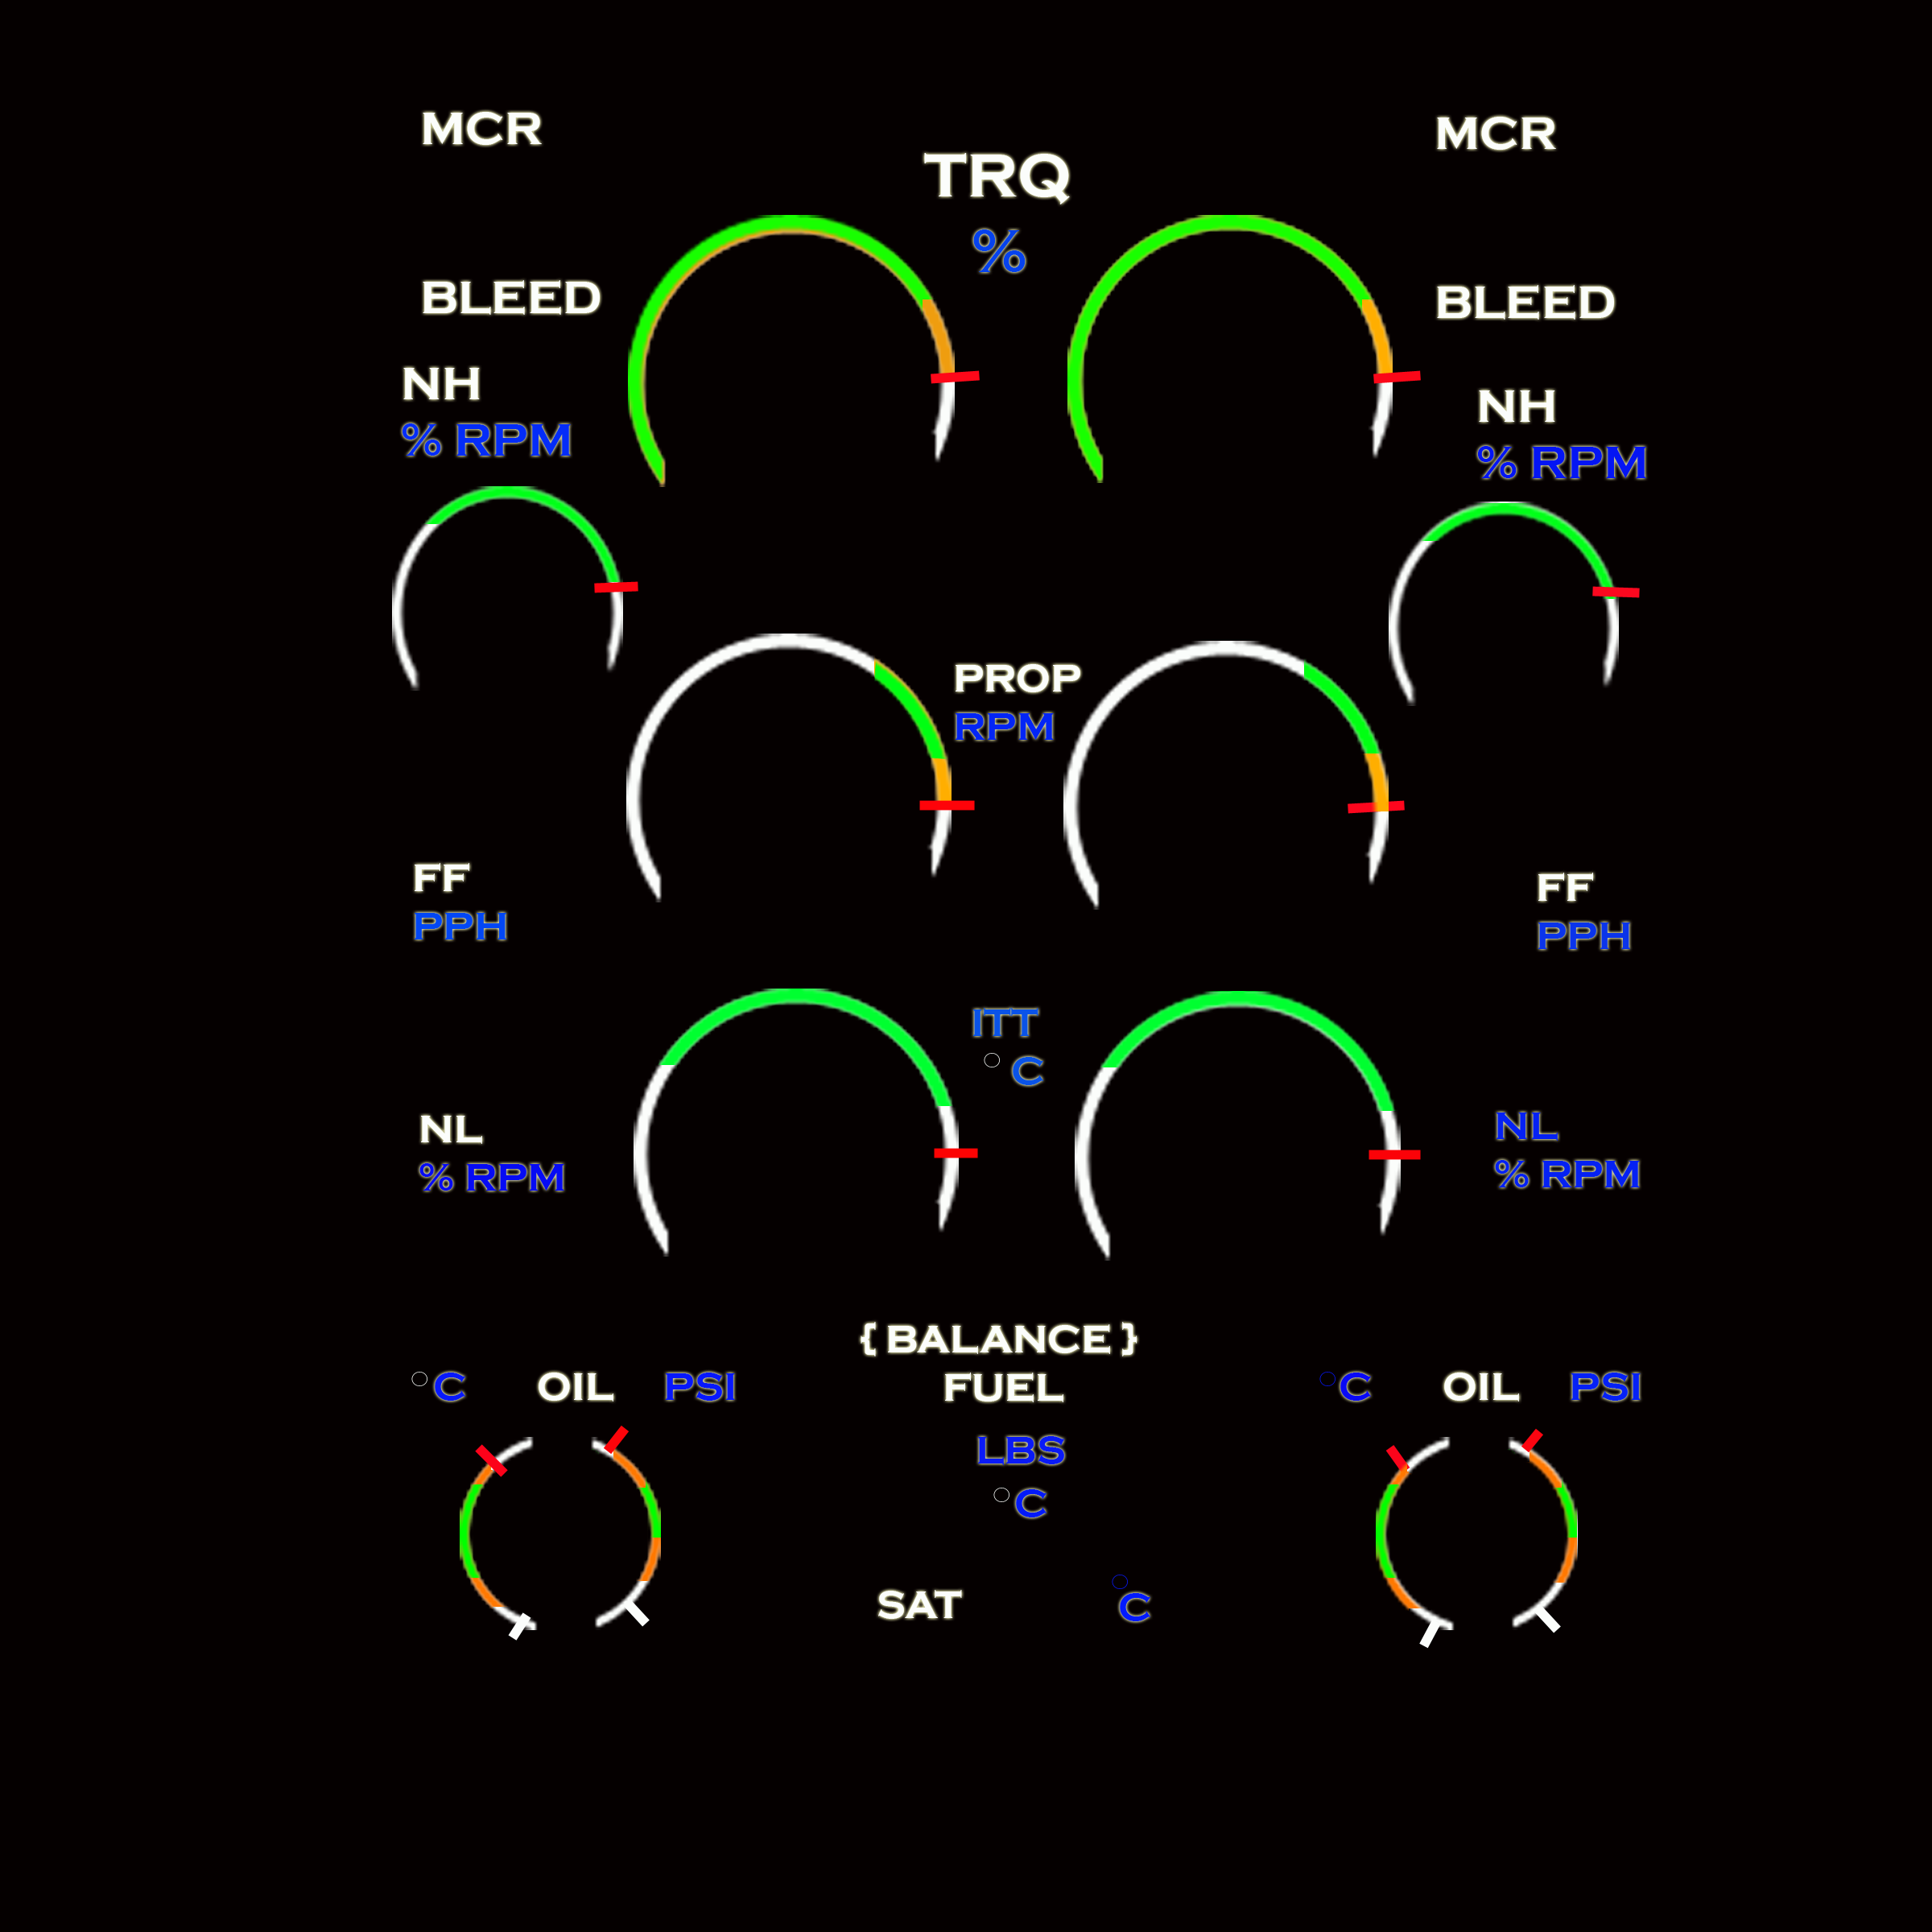 MCR
MCR
TRQ
%
BLEED
BLEED
NH
% RPM
NH
% RPM
PROP
RPM
FF
PPH
FF
PPH
ITT
° C
NL
% RPM
NL
% RPM
{ BALANCE }
FUEL
LBS
° C
° C OIL PSI
° C OIL PSI
SAT ° C